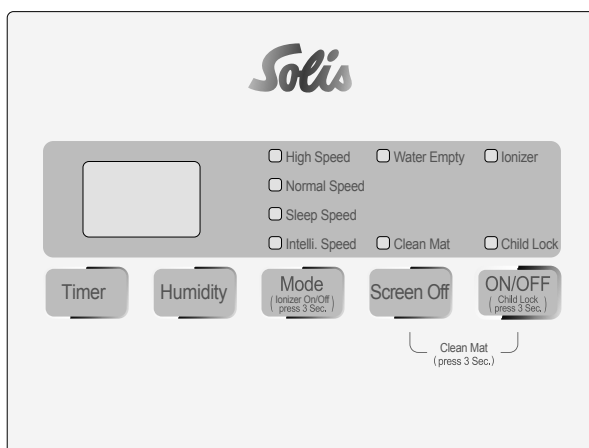 Solis
High Speed Water Empty Ionizer
Normal Speed
Sleep Speed
Intelli. Speed Clean Mat Child Lock
Timer Humidity Mode Screen Off ON/OFF
( Ionizer On/Off ) ( Child Lock )
( press 3 Sec. ) ( press 3 Sec. )
Clean Mat
(press 3 Sec.)